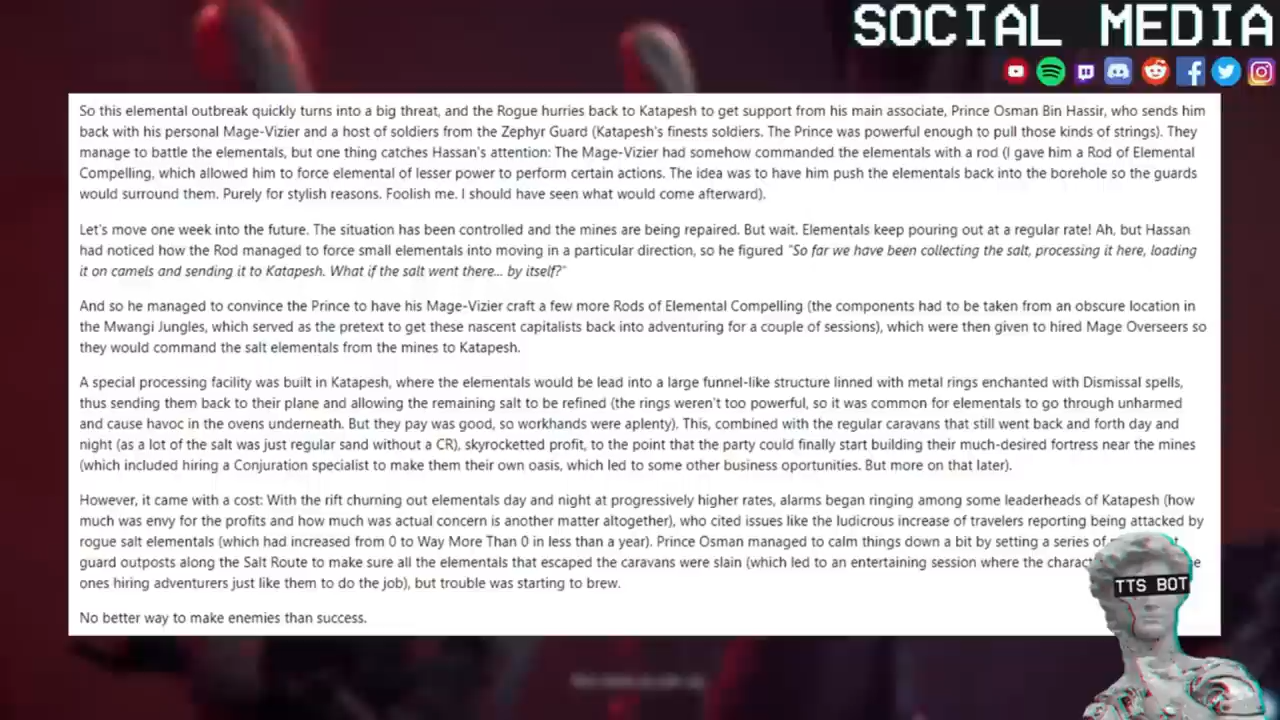 SOCIAL MEDIA
So this elemental outbreak quickly turns into a big threat, and the Rogue hurries back to Katapesh to get support from his main associate, Prince Osman Bin Hassir, who sends him
back with his personal Mage-Vizier and a host of soldiers from the Zephyr Guard (Katapesh's finests soldiers. The Prince was powerful enough to pull those kinds of strings). They
manage to battle the elementals, but one thing catches Hassan's attention: The Mage-Vizier had somehow commanded the elementals with a rod (I gave him a Rod of Elemental
Compelling, which allowed him to force elemental of lesser power to perform certain actions. The idea was to have him push the elementals back into the borehole so the guards
would surround them. Purely for stylish reasons. Foolish me. I should have seen what would come afterward).
Let's move one week into the future. The situation has been controlled and the mines are being repaired. But wait. Elementals keep pouring out at a regular rate! Ah, but Hassan
had noticed how the Rod managed to force small elementals into moving in a particular direction, so he figured "So far we have been collecting the salt, processing it here, loading
it on camels and sending it to Katapesh. What if the salt went there... by itself?"
And so he managed to convince the Prince to have his Mage-Vizier craft a few more Rods of Elemental Compelling (the components had to be taken from an obscure location in
the Mwangi Jungles, which served as the pretext to get these nascent capitalists back into adventuring for a couple of sessions), which were then given to hired Mage Overseers so
they would command the salt elementals from the mines to Katapesh.
A special processing facility was built in Katapesh, where the elementals would be lead into a large funnel-like structure linned with metal rings enchanted with Dismissal spells,
thus sending them back to their plane and allowing the remaining salt to be refined (the rings weren't too powerful, so it was common for elementals to go through unharmed
and cause havoc in the ovens underneath. But they pay was good, so workhands were aplenty). This, combined with the regular caravans that still went back and forth day and
night (as a lot of the salt was just regular sand without a CR), skyrocketted profit, to the point that the party could finally start building their much-desired fortress near the mines
(which included hiring a Conjuration specialist to make them their own oasis, which led to some other business oportunities. But more on that later).
However, it came with a cost: With the rift churning out elementals day and night at progressively higher rates, alarms began ringing among some leaderheads of Katapesh (how
much was envy for the profits and how much was actual concern is another matter altogether), who cited issues like the ludicrous increase of travelers reporting being attacked by
rogue salt elementals (which had increased from 0 to Way More Than 0 in less than a year). Prince Osman managed to calm things down a bit by setting a series of
guard outposts along the Salt Route to make sure all the elementals that escaped the caravans were slain (which led to an entertaining session where the
ones hiring adventurers just like them to do the job), but trouble was starting to brew.
No better way to make enemies than success.
TTS BOT